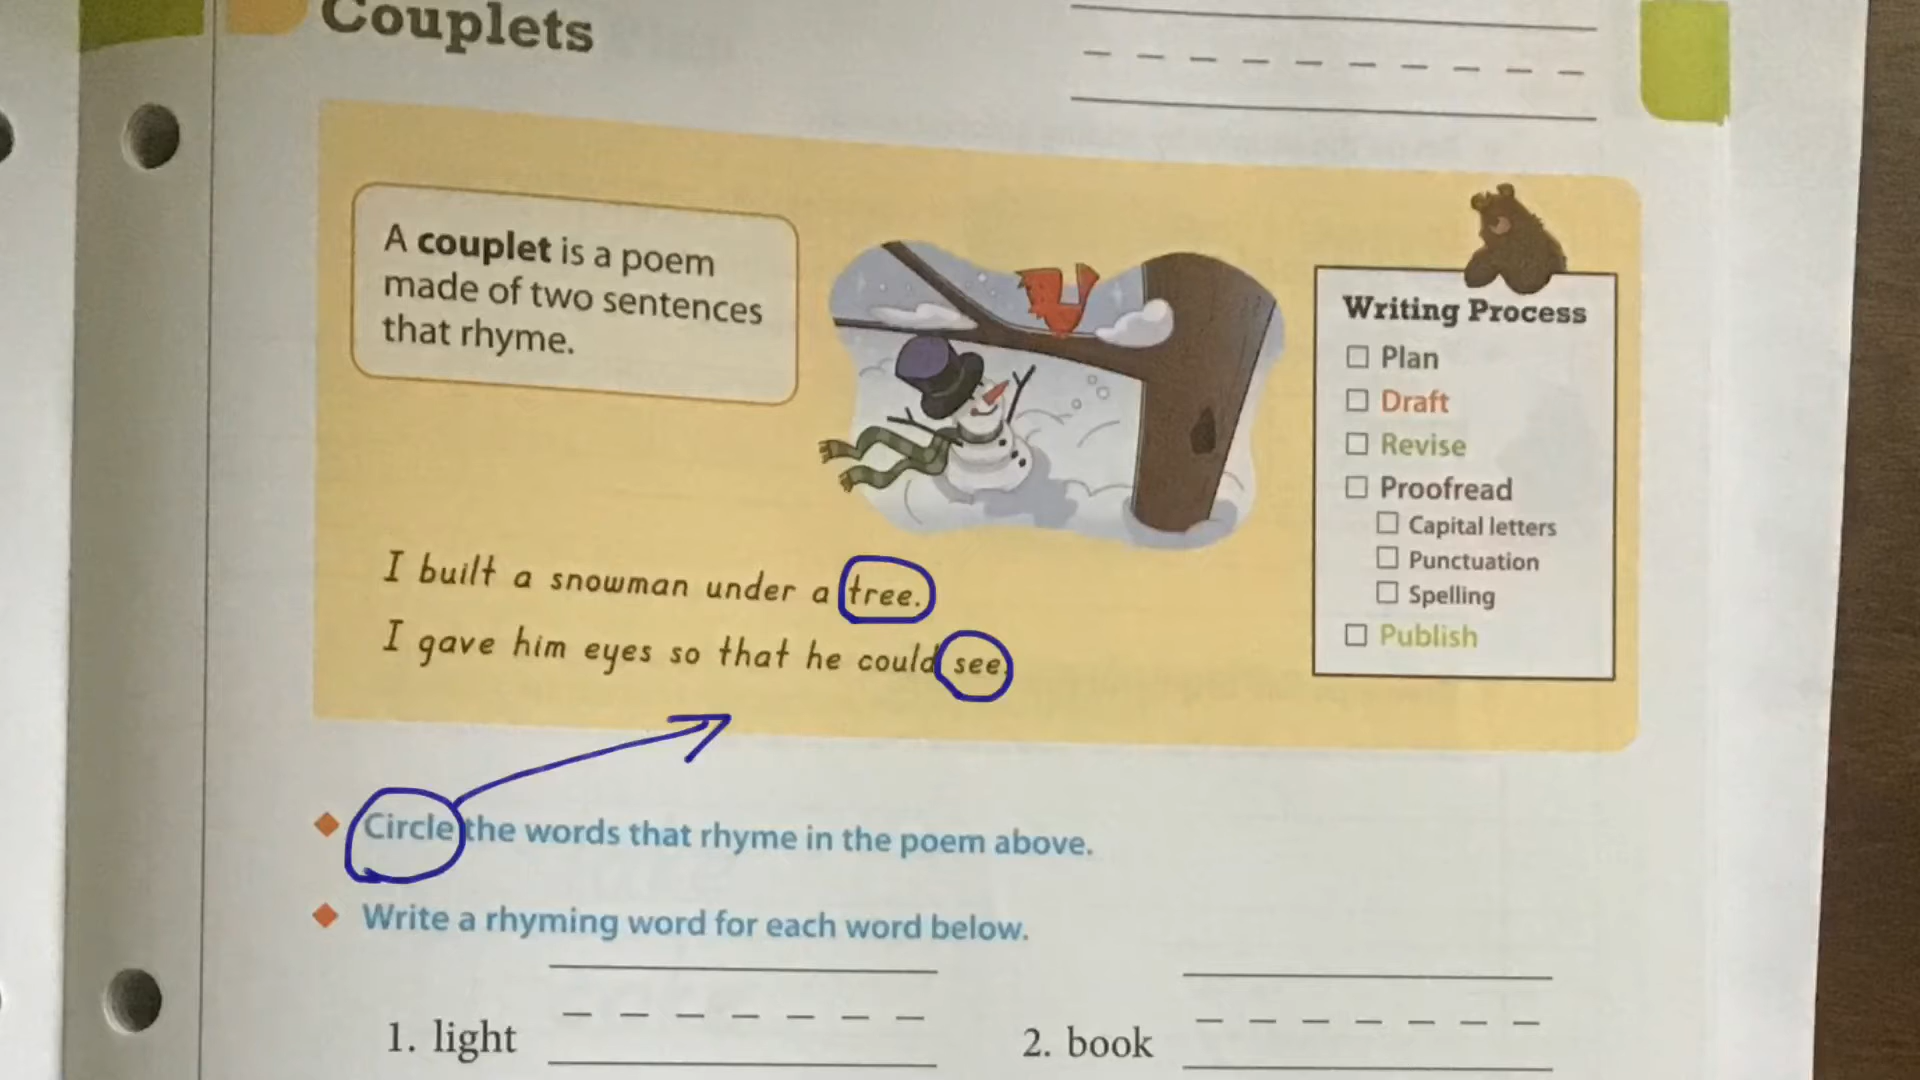 Couplets
A couplet is a poem
made of two sentences
that rhyme.
Writing Process
Plan
Draft
Revise
Proofread
Capital letters
Punctuation
Spelling
Publish
I built a snowman under a tree.
I gave him eyes so that he could see.
Circle the words that rhyme in the poem above.
Write a rhyming word for each word below.
1. light
2. book